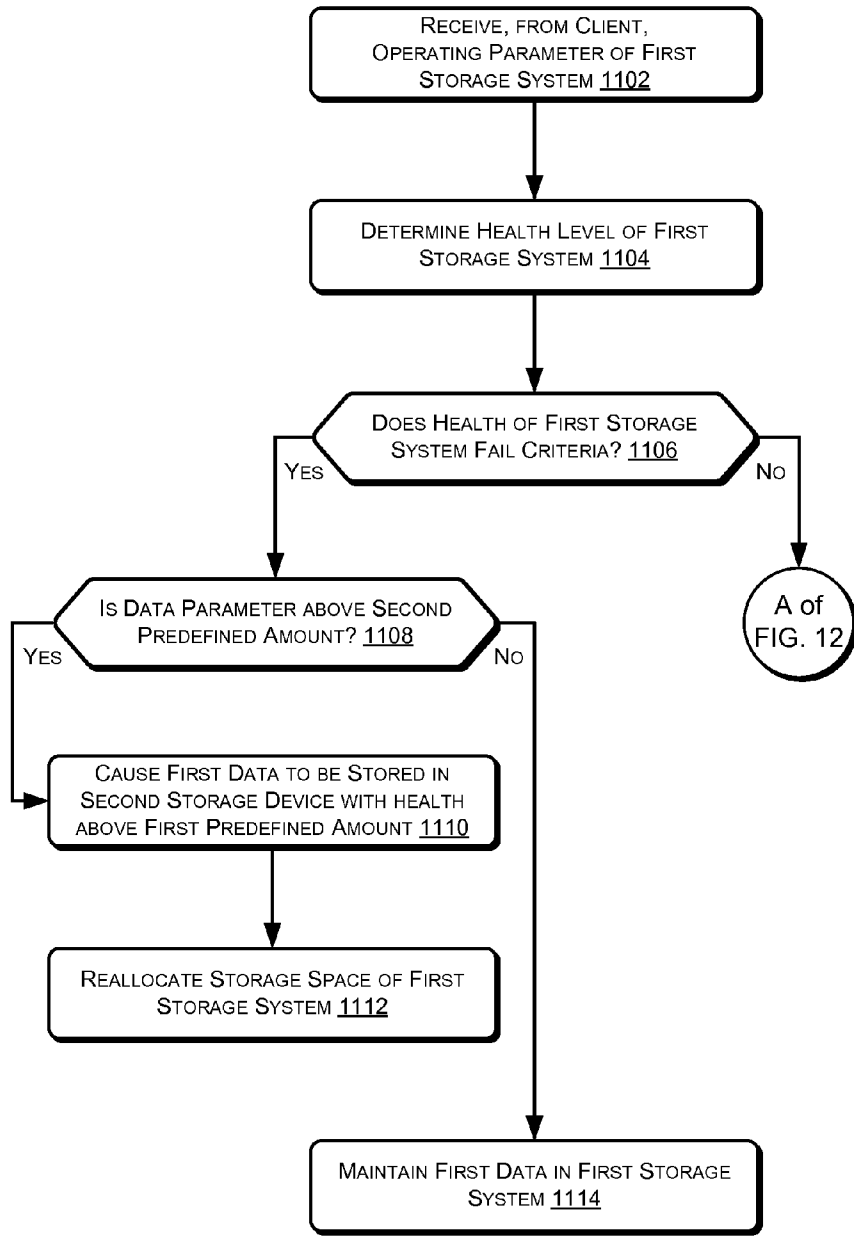 RECEIVE, FROM CLIENT,
OPERATING PARAMETER OF FIRST
STORAGE SYSTEM 1102
DETERMINE HEALTH LEVEL OF FIRST
STORAGE SYSTEM 1104
DOES HEALTH OF FIRST STORAGE
SYSTEM FAIL CRITERIA? 1106
YES
NO
IS DATA PARAMETER ABOVE SECOND
PREDEFINED AMOUNT? 1108
A of
FIG. 12
YES
NO
CAUSE FIRST DATA TO BE STORED IN
SECOND STORAGE DEVICE WITH HEALTH
ABOVE FIRST PREDEFINED AMOUNT 1110
REALLOCATE STORAGE SPACE OF FIRST
STORAGE SYSTEM 1112
MAINTAIN FIRST DATA IN FIRST STORAGE
SYSTEM 1114